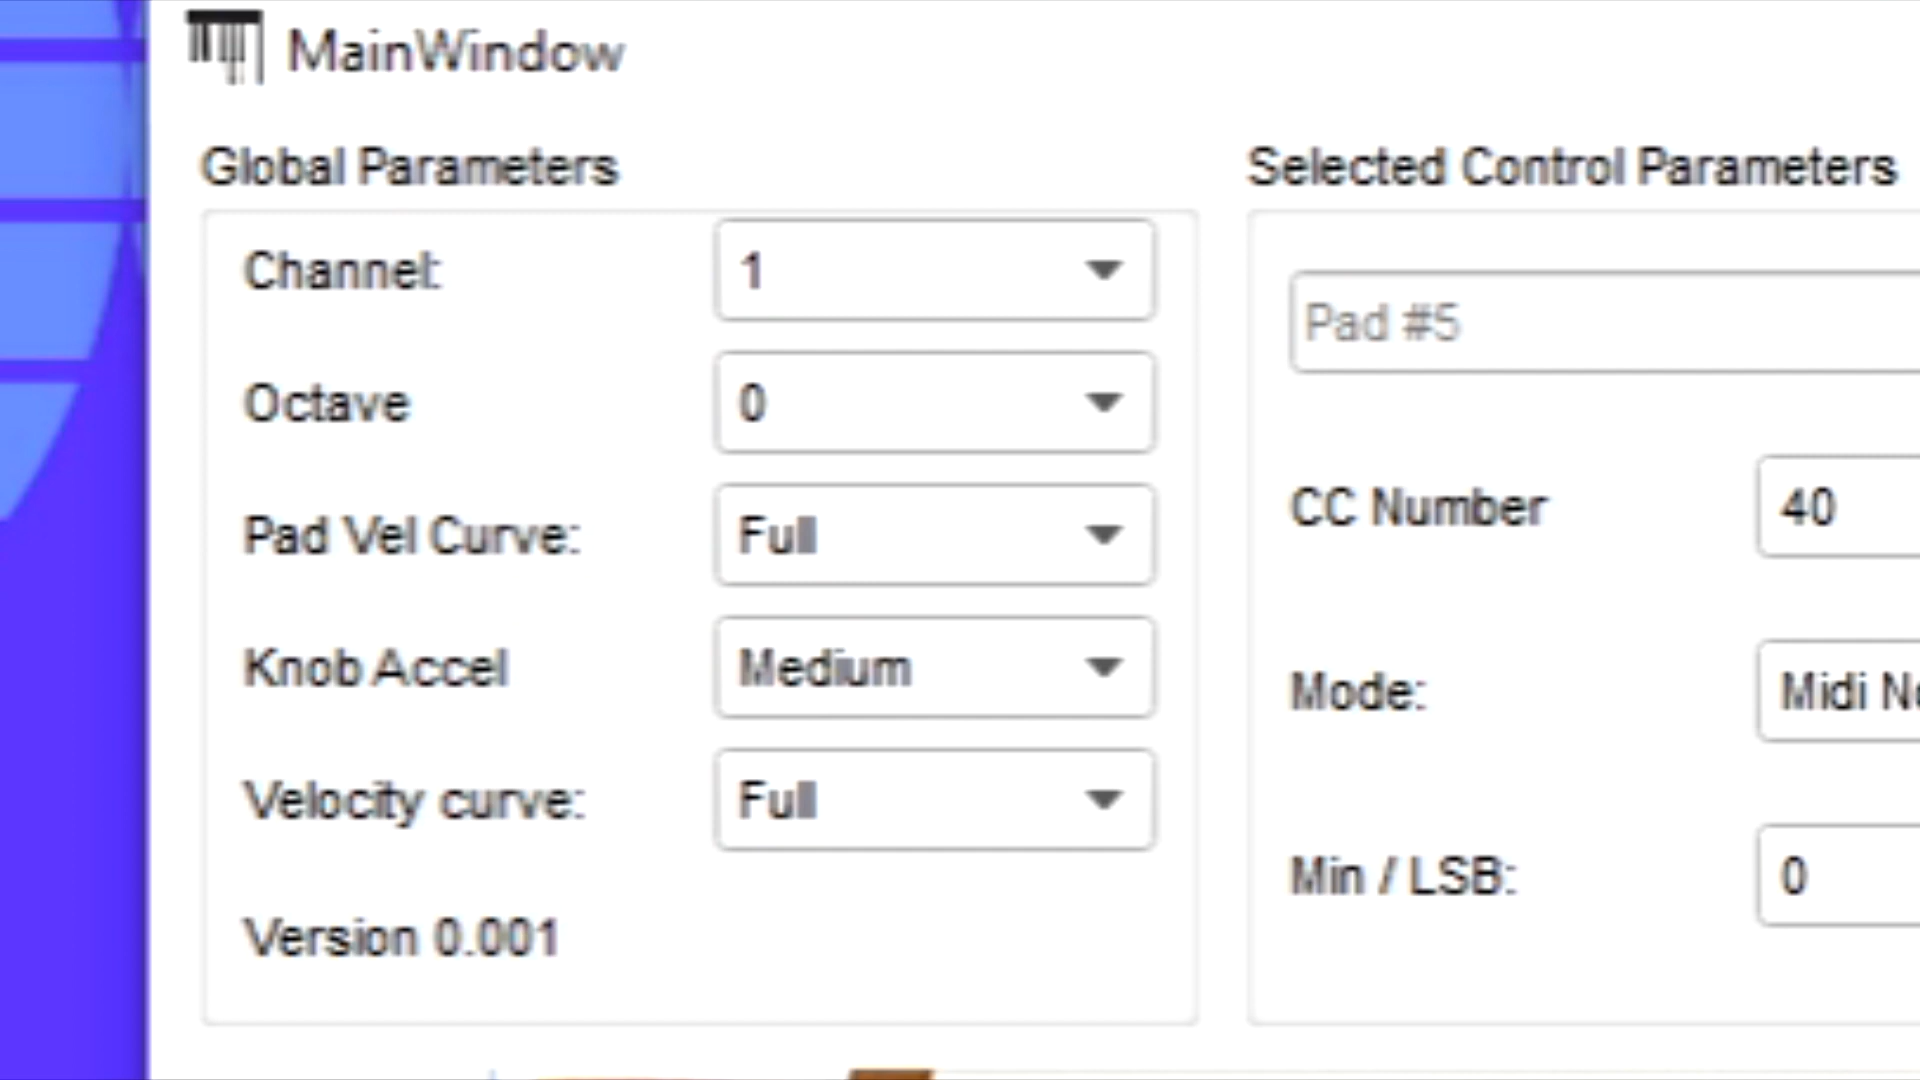 MainWindow
Global Parameters
Channel: 1
Octave 0
Pad Vel Curve: Full
Knob Accel Medium
Velocity curve: Full
Version 0.001
Selected Control Parameters
Pad #5
CC Number 40
Mode: Midi
Min / LSB: 0